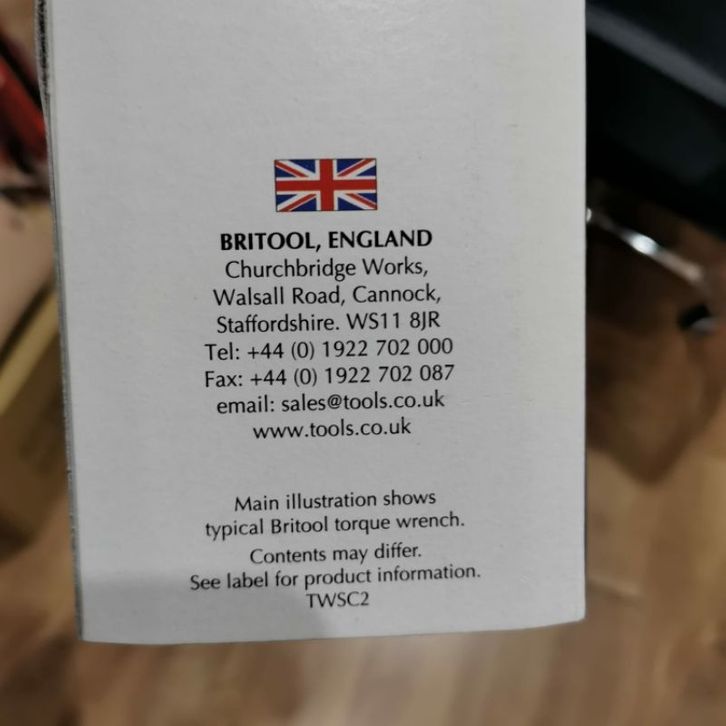 BRITOOL, ENGLAND
Churchbridge Works,
Walsall Road, Cannock,
Staffordshire. WS11 8JR
Tel: +44 (0) 1922 702 000
Fax: +44 (0) 1922 702 087
email: sales@tools.co.uk
www.tools.co.uk
Main illustration shows
typical Britool torque wrench.
Contents may differ.
See label for product information.
TWSC2